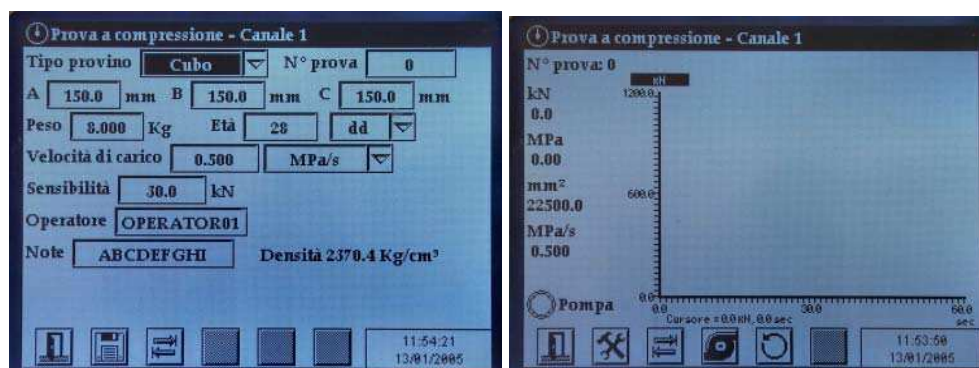 Prova a compressione - Canale 1
Tipo provino Cubo N° prova 0
A 150.0 mm B 150.0 mm C 150.0 mm
Peso 8.000 Kg Età 28 dd
Velocità di carico 0.500 MPa/s
Sensibilità 30.0 kN
Operatore OPERATOR01
Note ABCDEFGHI Densità 2370.4 Kg/cm³
11:54:21
13/01/2005
Prova a compressione - Canale 1
N° prova: 0
kN
kN 1200.0
0.0
MPa
0.00
mm² 600.0
22500.0
MPa/s
0.500
Pompa 0.0
0.0 30.0 60.0
Cursore = 0.0 kN, 0.0 sec
sec
11:53:50
13/01/2005